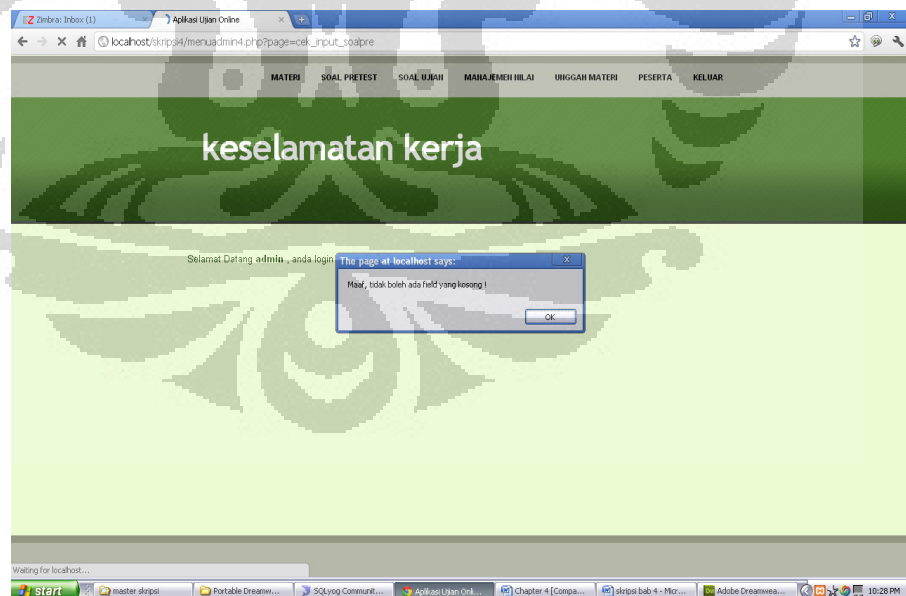 Zimbra: Inbox (1)
Aplikasi Ujian Online
localhost/skripsi4/menuadmin4.php?page=cek_input_soalpre
MATERI SOAL PRETEST SOAL UJIAN MANAJEMEN NILAI UNGGAH MATERI PESERTA KELUAR
keselamatan kerja
Selamat Datang admin , anda login
The page at localhost says:
Maaf, tidak boleh ada field yang kosong !
OK
Waiting for localhost...
start master skripsi Portable Dreamw... SQLyog Communit... Aplikasi Ujian Onli... Chapter 4 [Compa... skripsi bab 4 - Micr... Adobe Dreamwea... 10:28 PM